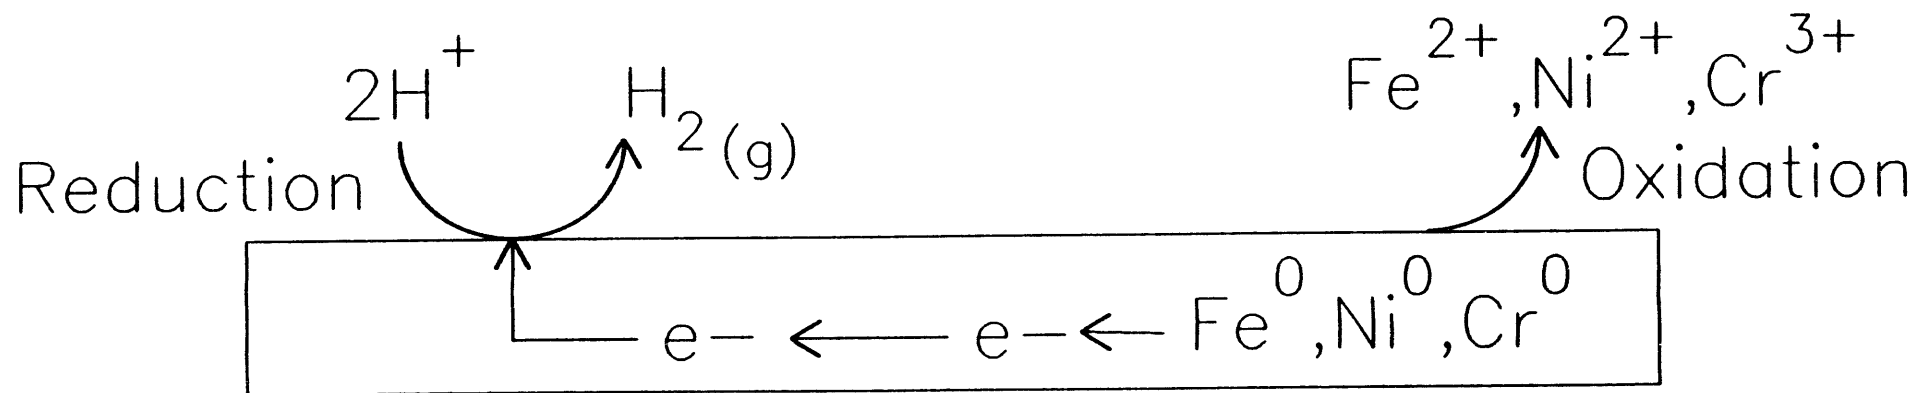 2H⁺ H₂(g) Fe²⁺,Ni²⁺,Cr³⁺
Reduction Oxidation
e− e− Fe⁰,Ni⁰,Cr⁰